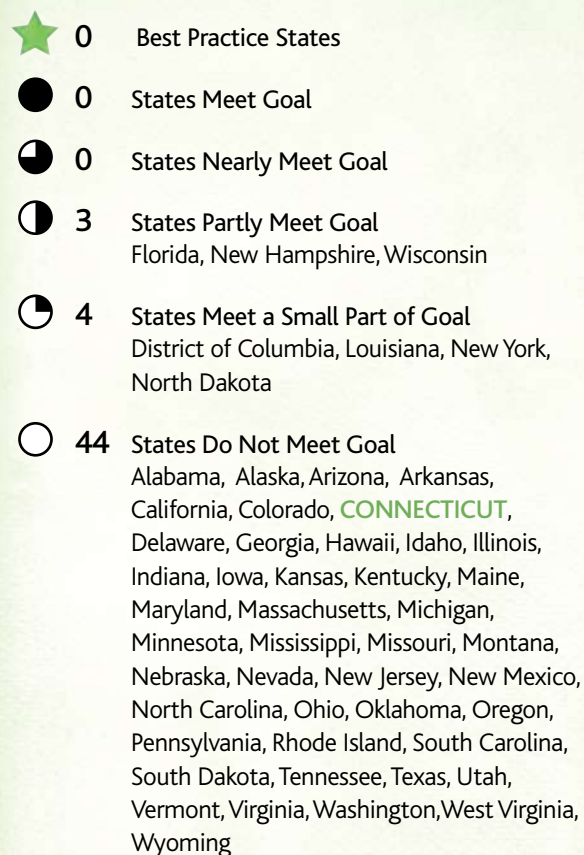 0 Best Practice States
0 States Meet Goal
0 States Nearly Meet Goal
3 States Partly Meet Goal
Florida, New Hampshire, Wisconsin
4 States Meet a Small Part of Goal
District of Columbia, Louisiana, New York,
North Dakota
44 States Do Not Meet Goal
Alabama, Alaska, Arizona, Arkansas,
California, Colorado, CONNECTICUT,
Delaware, Georgia, Hawaii, Idaho, Illinois,
Indiana, Iowa, Kansas, Kentucky, Maine,
Maryland, Massachusetts, Michigan,
Minnesota, Mississippi, Missouri, Montana,
Nebraska, Nevada, New Jersey, New Mexico,
North Carolina, Ohio, Oklahoma, Oregon,
Pennsylvania, Rhode Island, South Carolina,
South Dakota, Tennessee, Texas, Utah,
Vermont, Virginia, Washington,West Virginia,
Wyoming